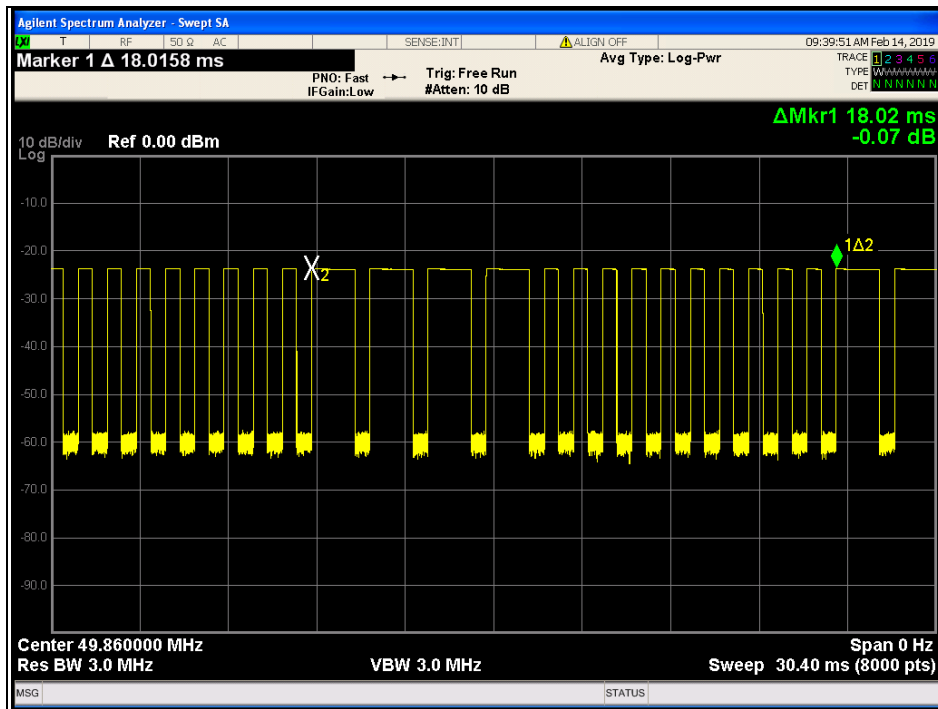 Agilent Spectrum Analyzer - Swept SA
LXI T RF 50 Ω AC SENSE:INT ALIGN OFF 09:39:51 AM Feb 14, 2019
Marker 1 Δ 18.0158 ms
PNO: Fast
IFGain:Low
Trig: Free Run
#Atten: 10 dB
Avg Type: Log-Pwr
TRACE 1 2 3 4 5 6
TYPE W
DET N N N N N N
ΔMkr1 18.02 ms
-0.07 dB
10 dB/div Ref 0.00 dBm
Log
-10.0
-20.0
1Δ2
X2
-30.0
-40.0
-50.0
-60.0
-70.0
-80.0
-90.0
Center 49.860000 MHz Span 0 Hz
Res BW 3.0 MHz VBW 3.0 MHz Sweep 30.40 ms (8000 pts)
MSG STATUS